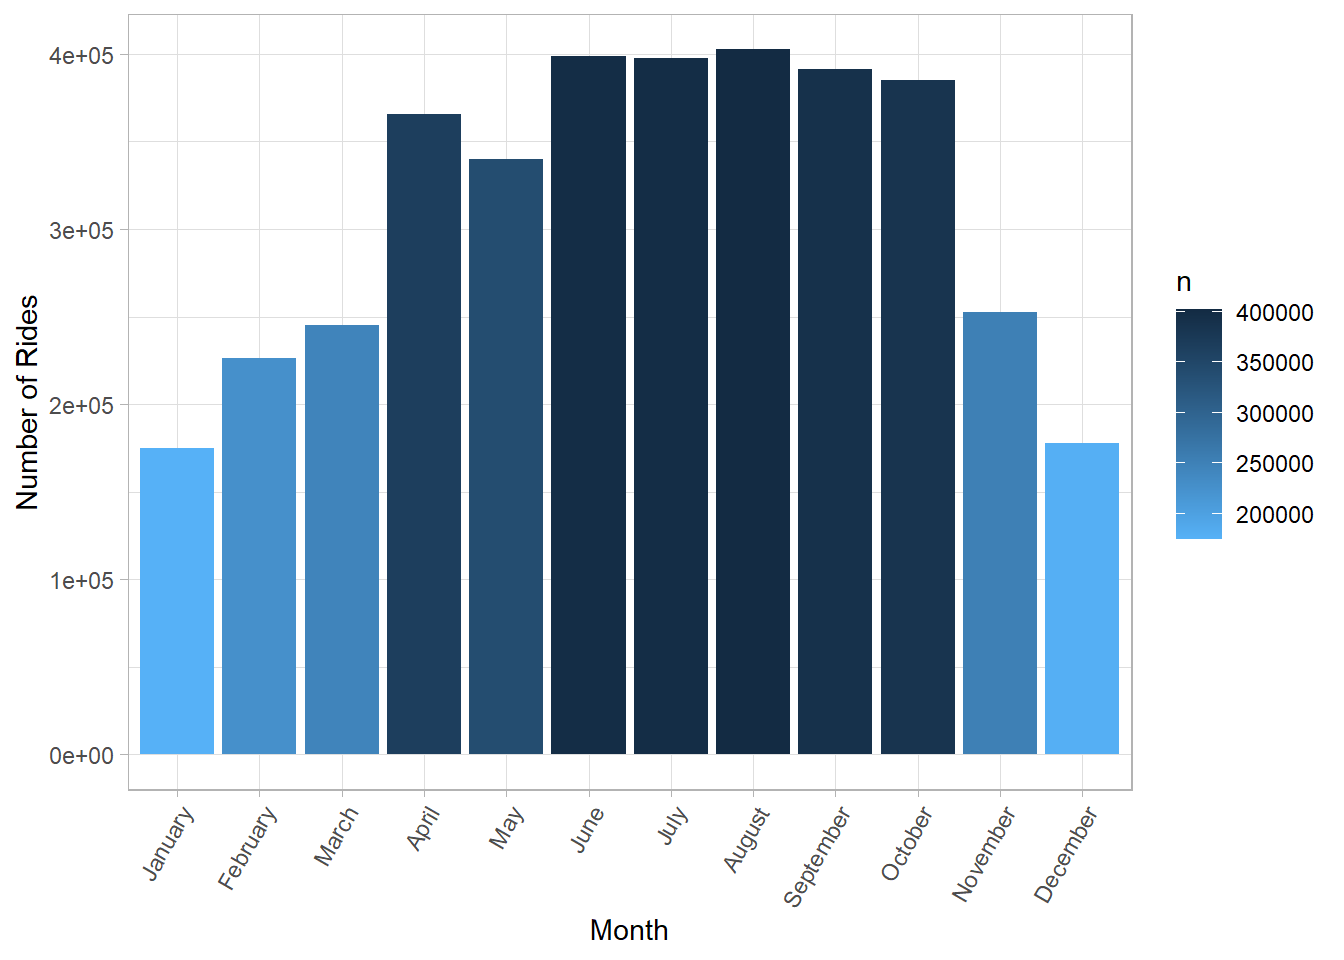 4e+05
3e+05
2e+05
1e+05
0e+00
Number of Rides
January
February
March
April
May
June
July
August
September
October
November
December
Month
n
400000
350000
300000
250000
200000